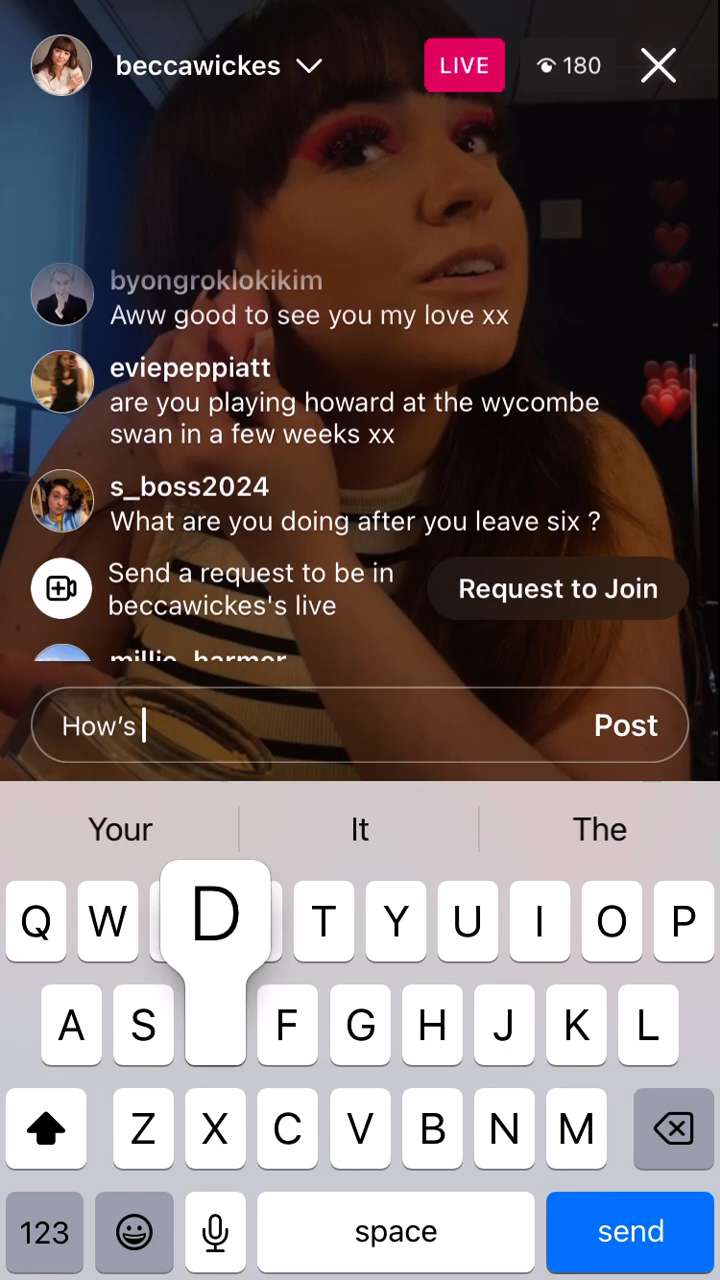 beccawickes
LIVE
180
byongroklokikim
Aww good to see you my love xx
eviepeppiatt
are you playing howard at the wycombe
swan in a few weeks xx
s_boss2024
What are you doing after you leave six ?
Send a request to be in
beccawickes's live
Request to Join
millie_harmer
How's
Post
Your It The
Q W D T Y U I O P
A S F G H J K L
Z X C V B N M
123 space send